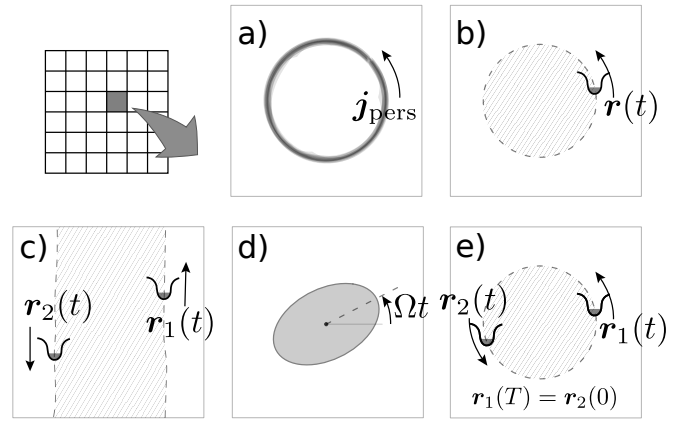 a)
j_pers
b)
r(t)
c)
r_2(t)
r_1(t)
d)
Ωt
e)
r_2(t)
r_1(t)
r_1(T) = r_2(0)